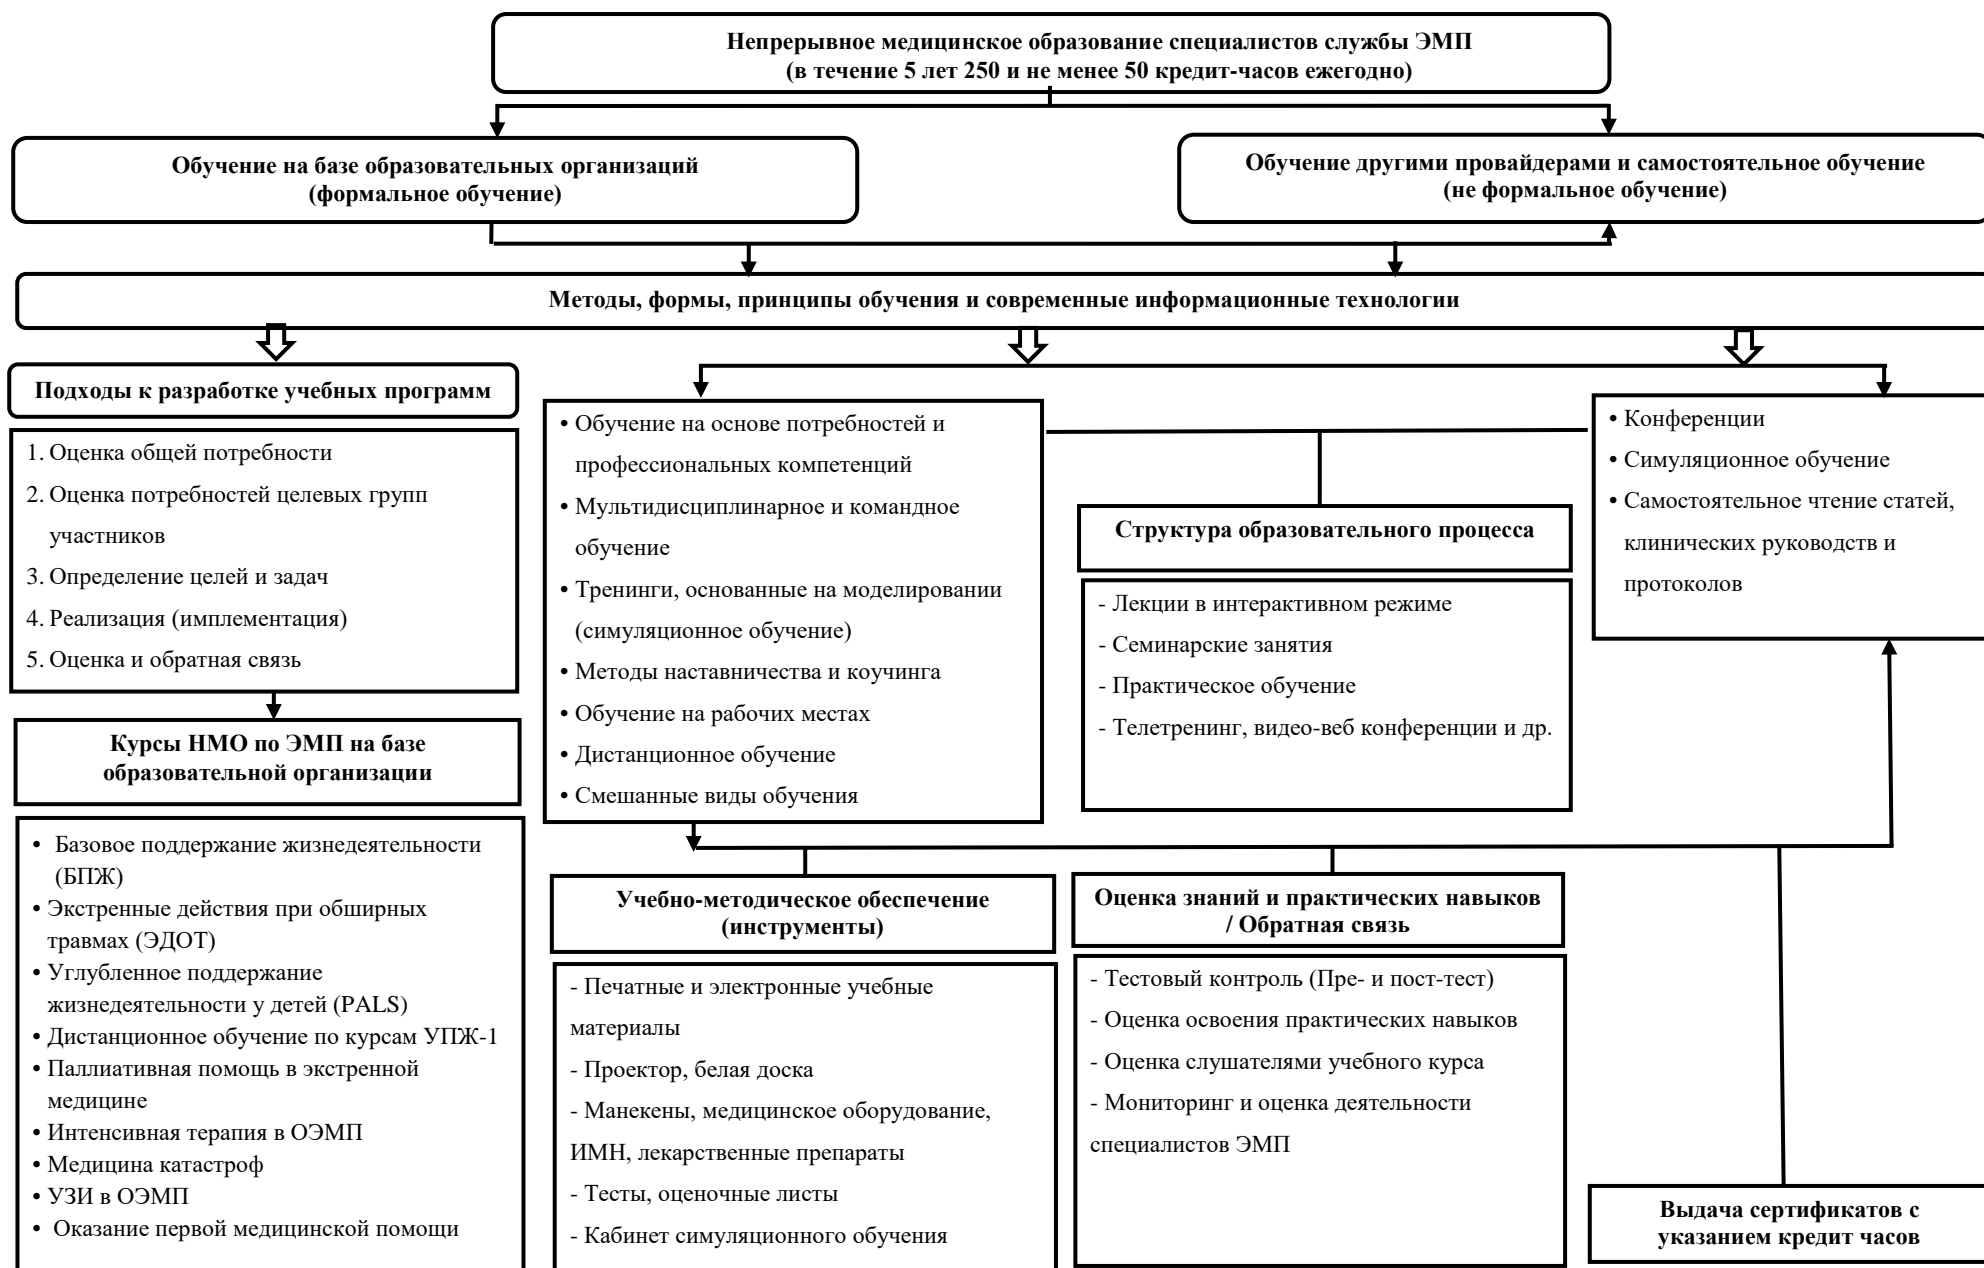 Непрерывное медицинское образование специалистов службы ЭМП
(в течение 5 лет 250 и не менее 50 кредит-часов ежегодно)
Обучение на базе образовательных организаций
(формальное обучение)
Обучение другими провайдерами и самостоятельное обучение
(не формальное обучение)
Методы, формы, принципы обучения и современные информационные технологии
Подходы к разработке учебных программ
1. Оценка общей потребности
2. Оценка потребностей целевых групп
участников
3. Определение целей и задач
4. Реализация (имплементация)
5. Оценка и обратная связь
Курсы НМО по ЭМП на базе
образовательной организации
• Базовое поддержание жизнедеятельности
(БПЖ)
• Экстренные действия при обширных
травмах (ЭДОТ)
• Углубленное поддержание
жизнедеятельности у детей (PALS)
• Дистанционное обучение по курсам УПЖ-1
• Паллиативная помощь в экстренной
медицине
• Интенсивная терапия в ОЭМП
• Медицина катастроф
• УЗИ в ОЭМП
• Оказание первой медицинской помощи
• Обучение на основе потребностей и
профессиональных компетенций
• Мультидисциплинарное и командное
обучение
• Тренинги, основанные на моделировании
(симуляционное обучение)
• Методы наставничества и коучинга
• Обучение на рабочих местах
• Дистанционное обучение
• Смешанные виды обучения
Структура образовательного процесса
- Лекции в интерактивном режиме
- Семинарские занятия
- Практическое обучение
- Телетренинг, видео-веб конференции и др.
• Конференции
• Симуляционное обучение
• Самостоятельное чтение статей,
клинических руководств и
протоколов
Учебно-методическое обеспечение
(инструменты)
- Печатные и электронные учебные
материалы
- Проектор, белая доска
- Манекены, медицинское оборудование,
ИМН, лекарственные препараты
- Тесты, оценочные листы
- Кабинет симуляционного обучения
Оценка знаний и практических навыков
/ Обратная связь
- Тестовый контроль (Пре- и пост-тест)
- Оценка освоения практических навыков
- Оценка слушателями учебного курса
- Мониторинг и оценка деятельности
специалистов ЭМП
Выдача сертификатов с
указанием кредит часов